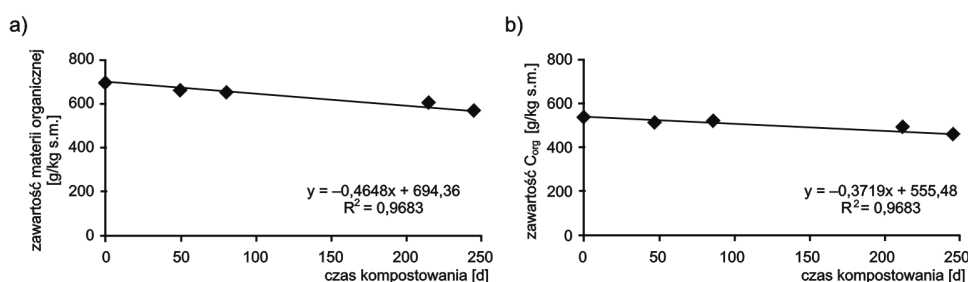 a)
zawartość materii organicznej
[g/kg s.m.]
800
600
400
200
0
y = –0,4648x + 694,36
R² = 0,9683
0 50 100 150 200 250
czas kompostowania [d]
b)
zawartość Corg [g/kg s.m.]
800
600
400
200
0
y = –0,3719x + 555,48
R² = 0,9683
0 50 100 150 200 250
czas kompostowania [d]